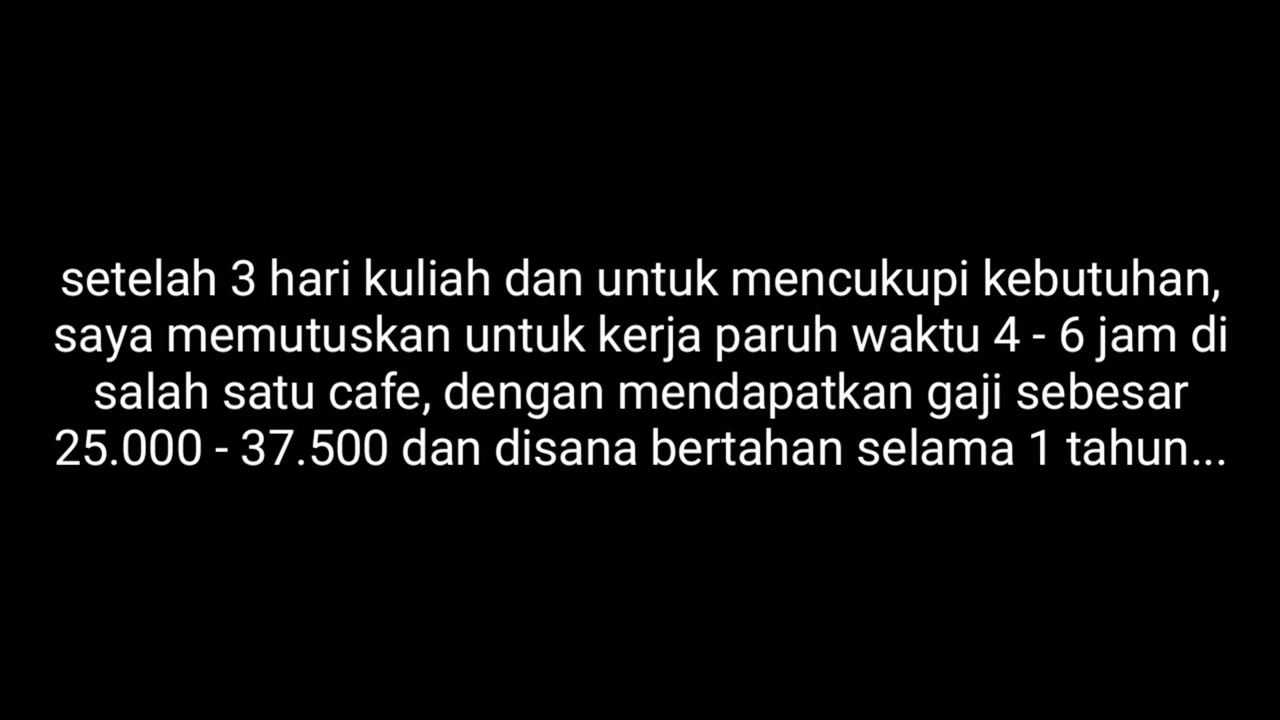 setelah 3 hari kuliah dan untuk mencukupi kebutuhan,
saya memutuskan untuk kerja paruh waktu 4 - 6 jam di
salah satu cafe, dengan mendapatkan gaji sebesar
25.000 - 37.500 dan disana bertahan selama 1 tahun...